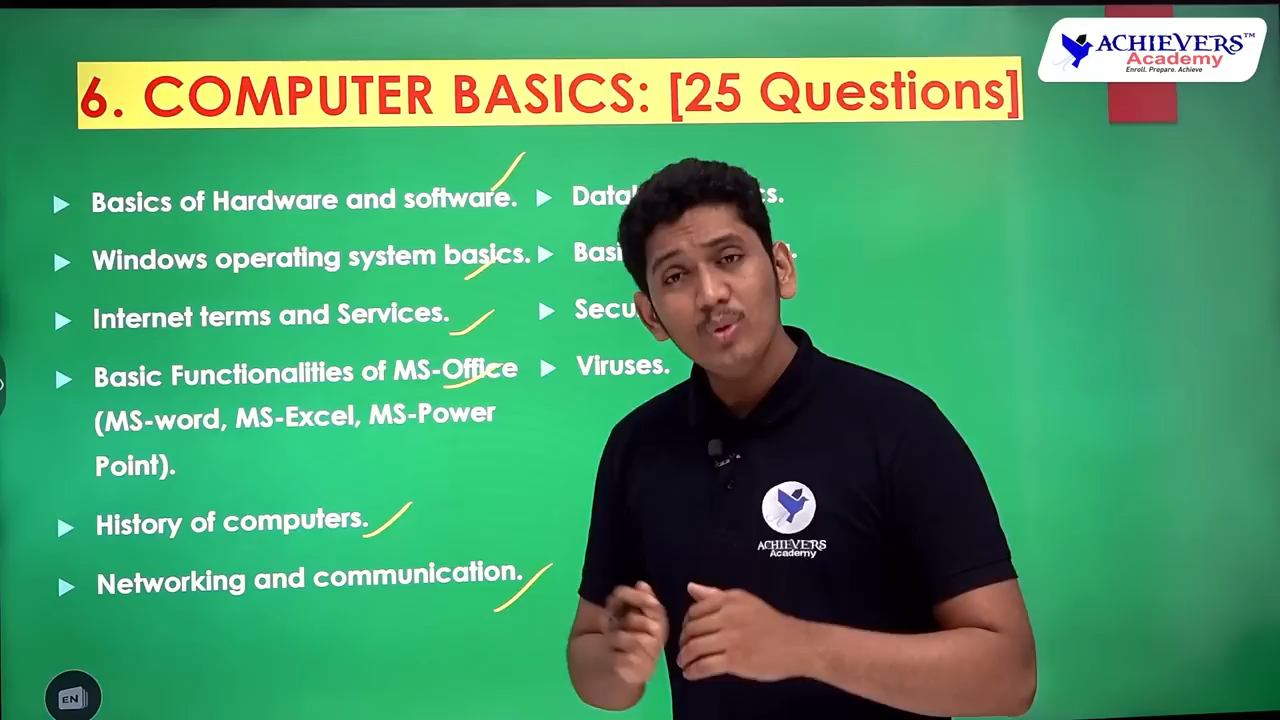 ACHIEVERS™
Academy
Enroll. Prepare. Achieve
6. COMPUTER BASICS: [25 Questions]
Basics of Hardware and software.
Windows operating system basics.
Internet terms and Services.
Basic Functionalities of MS-Office
(MS-word, MS-Excel, MS-Power
Point).
History of computers.
Networking and communication.
Viruses.
ACHIEVERS
Academy
EN